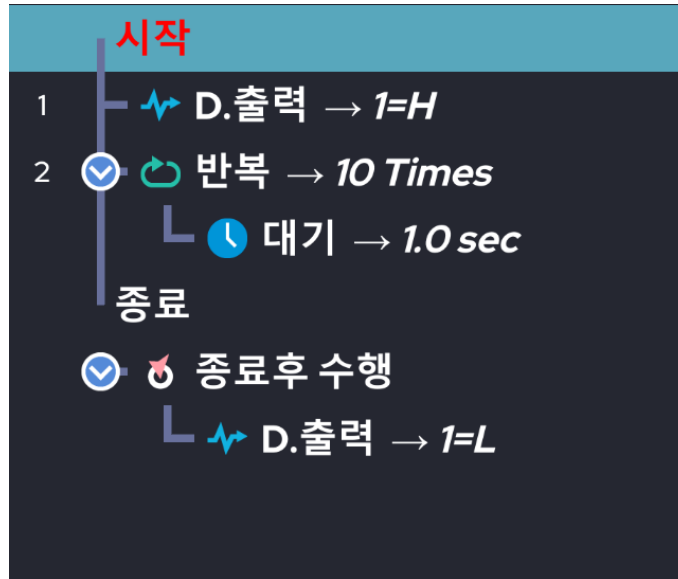 시작
1 D.출력 → 1=H
2 반복 → 10 Times
대기 → 1.0 sec
종료
종료후 수행
D.출력 → 1=L